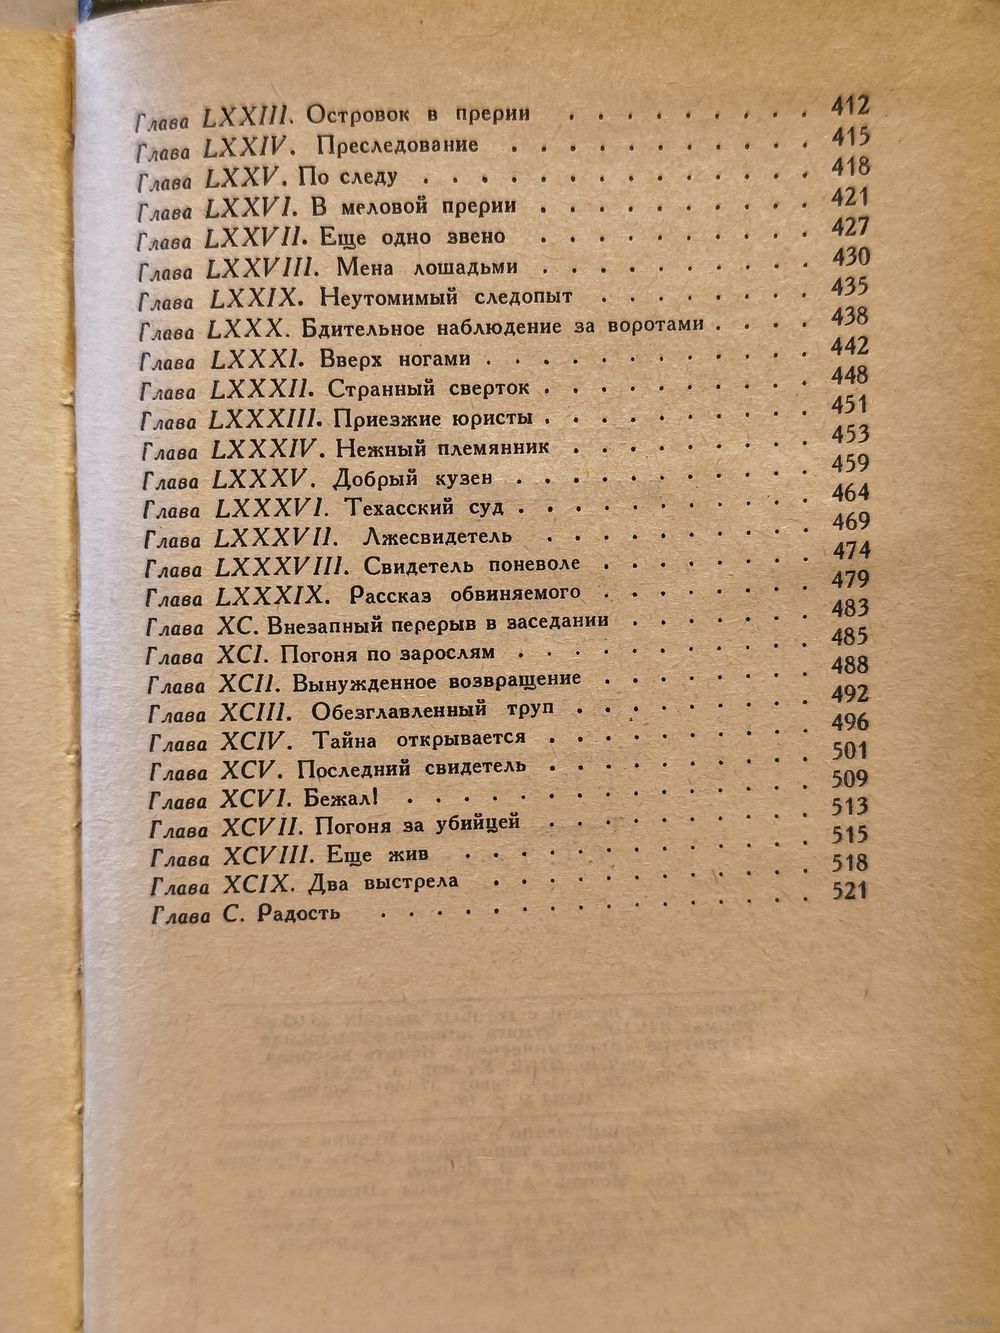 Глава LXXIII. Островок в прерии . . . . . . . . . 412
Глава LXXIV. Преследование . . . . . . . . . . . 415
Глава LXXV. По следу . . . . . . . . . . . . . . 418
Глава LXXVI. В меловой прерии . . . . . . . . . . 421
Глава LXXVII. Еще одно звено . . . . . . . . . . 427
Глава LXXVIII. Мена лошадьми . . . . . . . . . . 430
Глава LXXIX. Неутомимый следопыт . . . . . . . . 435
Глава LXXX. Бдительное наблюдение за воротами . . . . 438
Глава LXXXI. Вверх ногами . . . . . . . . . . . . 442
Глава LXXXII. Странный сверток . . . . . . . . . . 448
Глава LXXXIII. Приезжие юристы . . . . . . . . . . 451
Глава LXXXIV. Нежный племянник . . . . . . . . . 453
Глава LXXXV. Добрый кузен . . . . . . . . . . . 459
Глава LXXXVI. Техасский суд . . . . . . . . . . . 464
Глава LXXXVII. Лжесвидетель . . . . . . . . . . 469
Глава LXXXVIII. Свидетель поневоле . . . . . . . . 474
Глава LXXXIX. Рассказ обвиняемого . . . . . . . . 479
Глава XC. Внезапный перерыв в заседании . . . . . . . 483
Глава XCI. Погоня по зарослям . . . . . . . . . . . 485
Глава XCII. Вынужденное возвращение . . . . . . . . 488
Глава XCIII. Обезглавленный труп . . . . . . . . . 492
Глава XCIV. Тайна открывается . . . . . . . . . . 496
Глава XCV. Последний свидетель . . . . . . . . . . 501
Глава XCVI. Бежал! . . . . . . . . . . . . . . . 509
Глава XCVII. Погоня за убийцей . . . . . . . . . . 513
Глава XCVIII. Еще жив . . . . . . . . . . . . . 515
Глава XCIX. Два выстрела . . . . . . . . . . . . 518
Глава C. Радость . . . . . . . . . . . . . . . . 521